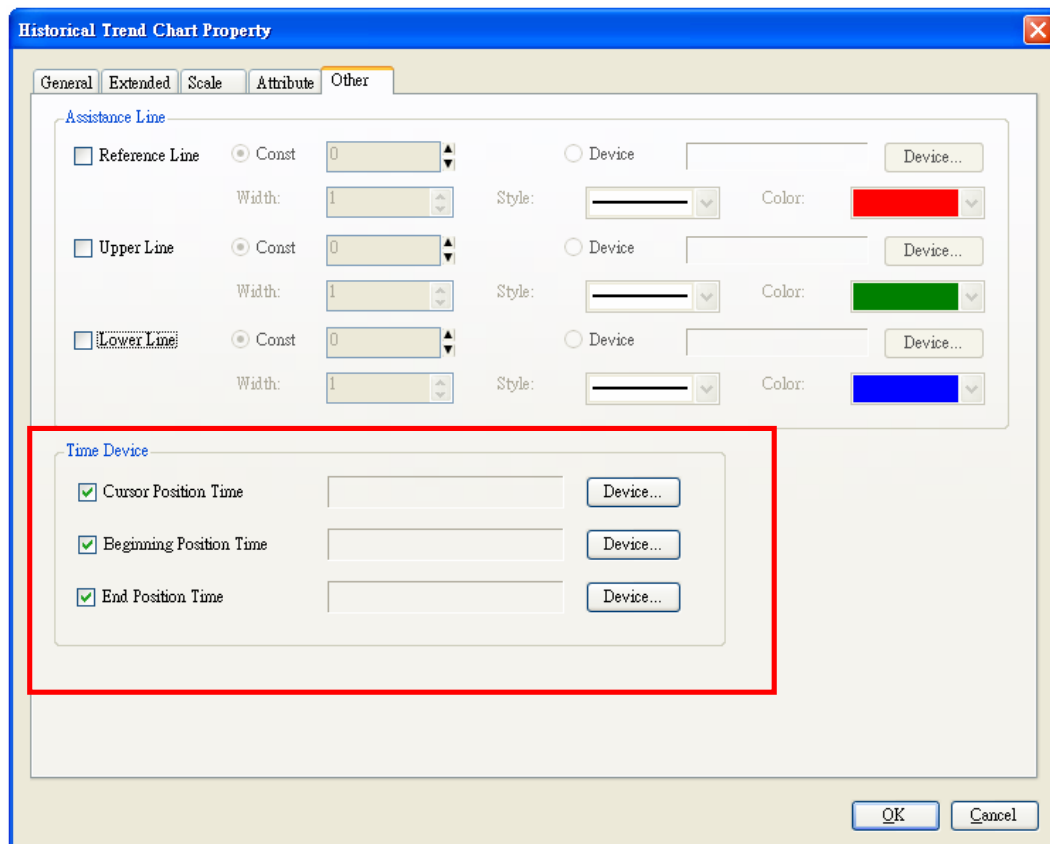 Historical Trend Chart Property
General Extended Scale Attribute Other
Assistance Line
Reference Line Const 0 Device Device...
Width: 1 Style: Color:
Upper Line Const 0 Device Device...
Width: 1 Style: Color:
Lower Line Const 0 Device Device...
Width: 1 Style: Color:
Time Device
Cursor Position Time Device...
Beginning Position Time Device...
End Position Time Device...
OK Cancel